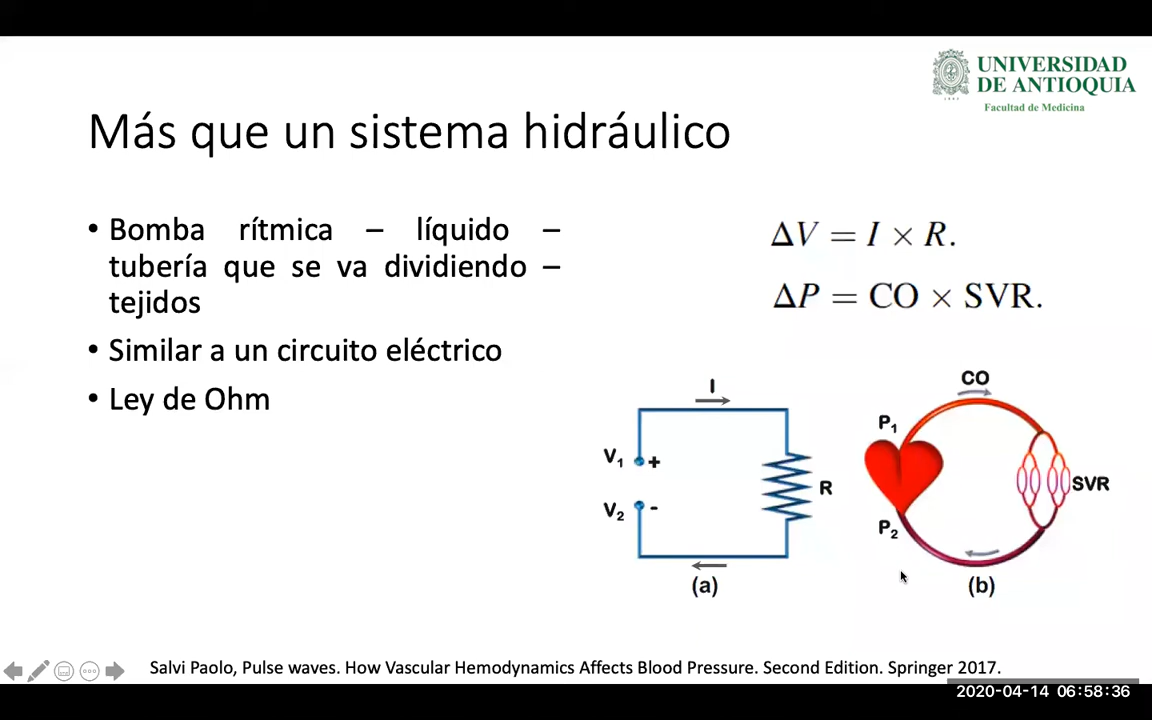 UNIVERSIDAD
DE ANTIOQUIA
Facultad de Medicina
Más que un sistema hidráulico
• Bomba rítmica – líquido –
tubería que se va dividiendo –
tejidos
• Similar a un circuito eléctrico
• Ley de Ohm
ΔV = I × R.
ΔP = CO × SVR.
I
V₁ +
V₂ -
R
(a)
CO
P₁
SVR
P₂
(b)
Salvi Paolo, Pulse waves. How Vascular Hemodynamics Affects Blood Pressure. Second Edition. Springer 2017.
2020-04-14 06:58:36